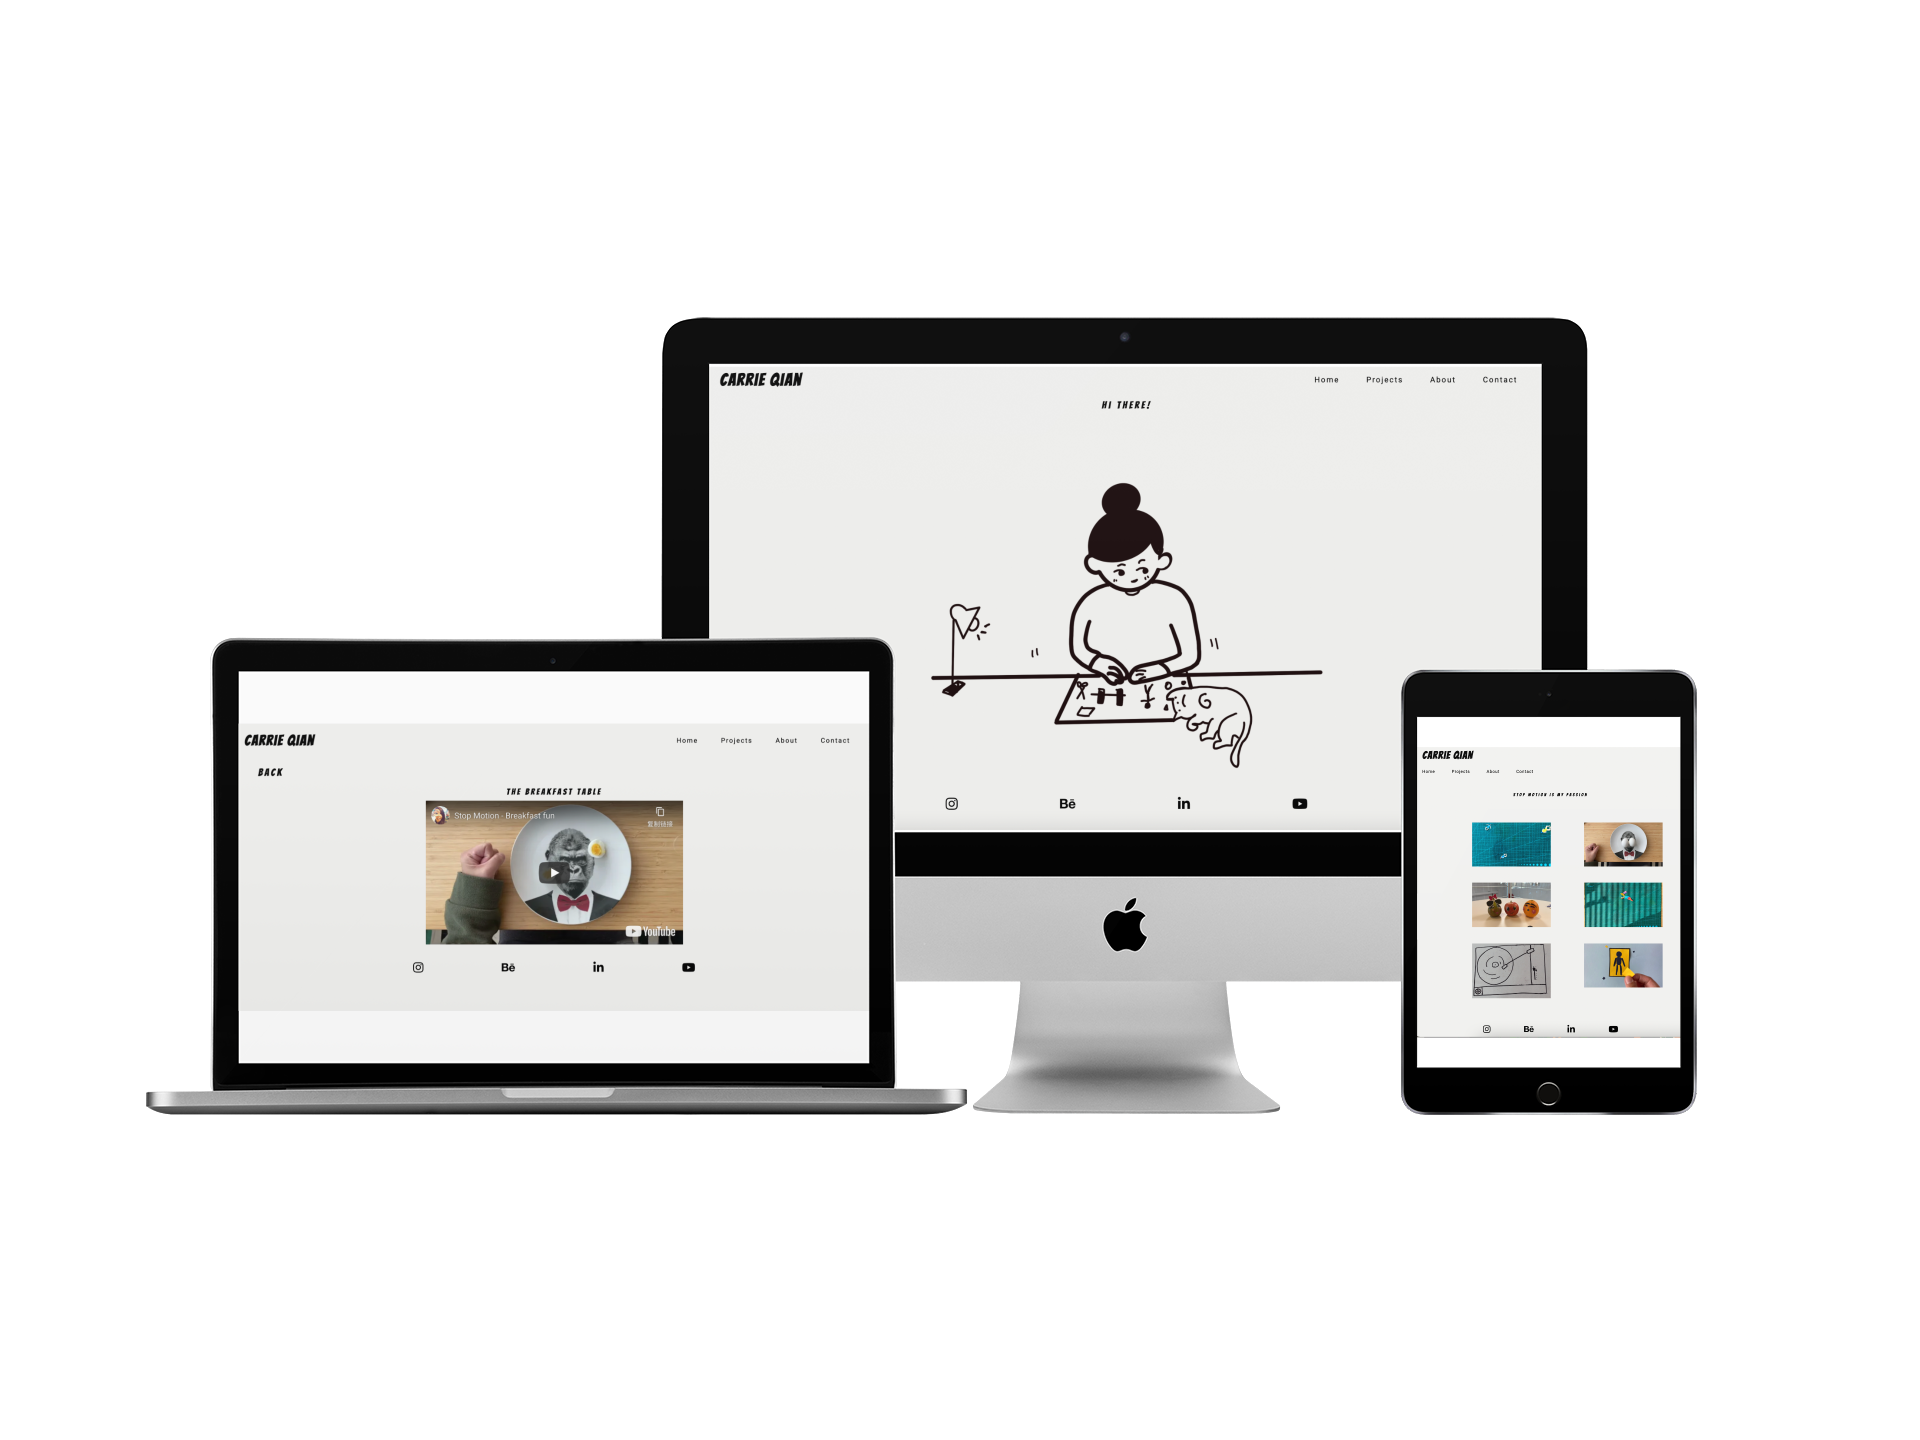 CARRIE QIAN
Home Projects About Contact
HI THERE!
Bē
in
CARRIE QIAN
Home Projects About Contact
BACK
THE BREAKFAST TABLE
Stop Motion - Breakfast fun
复制链接
YouTube
Bē
in
CARRIE QIAN
Home Projects About Contact
STOP MOTION IS MY PASSION
Bē
in